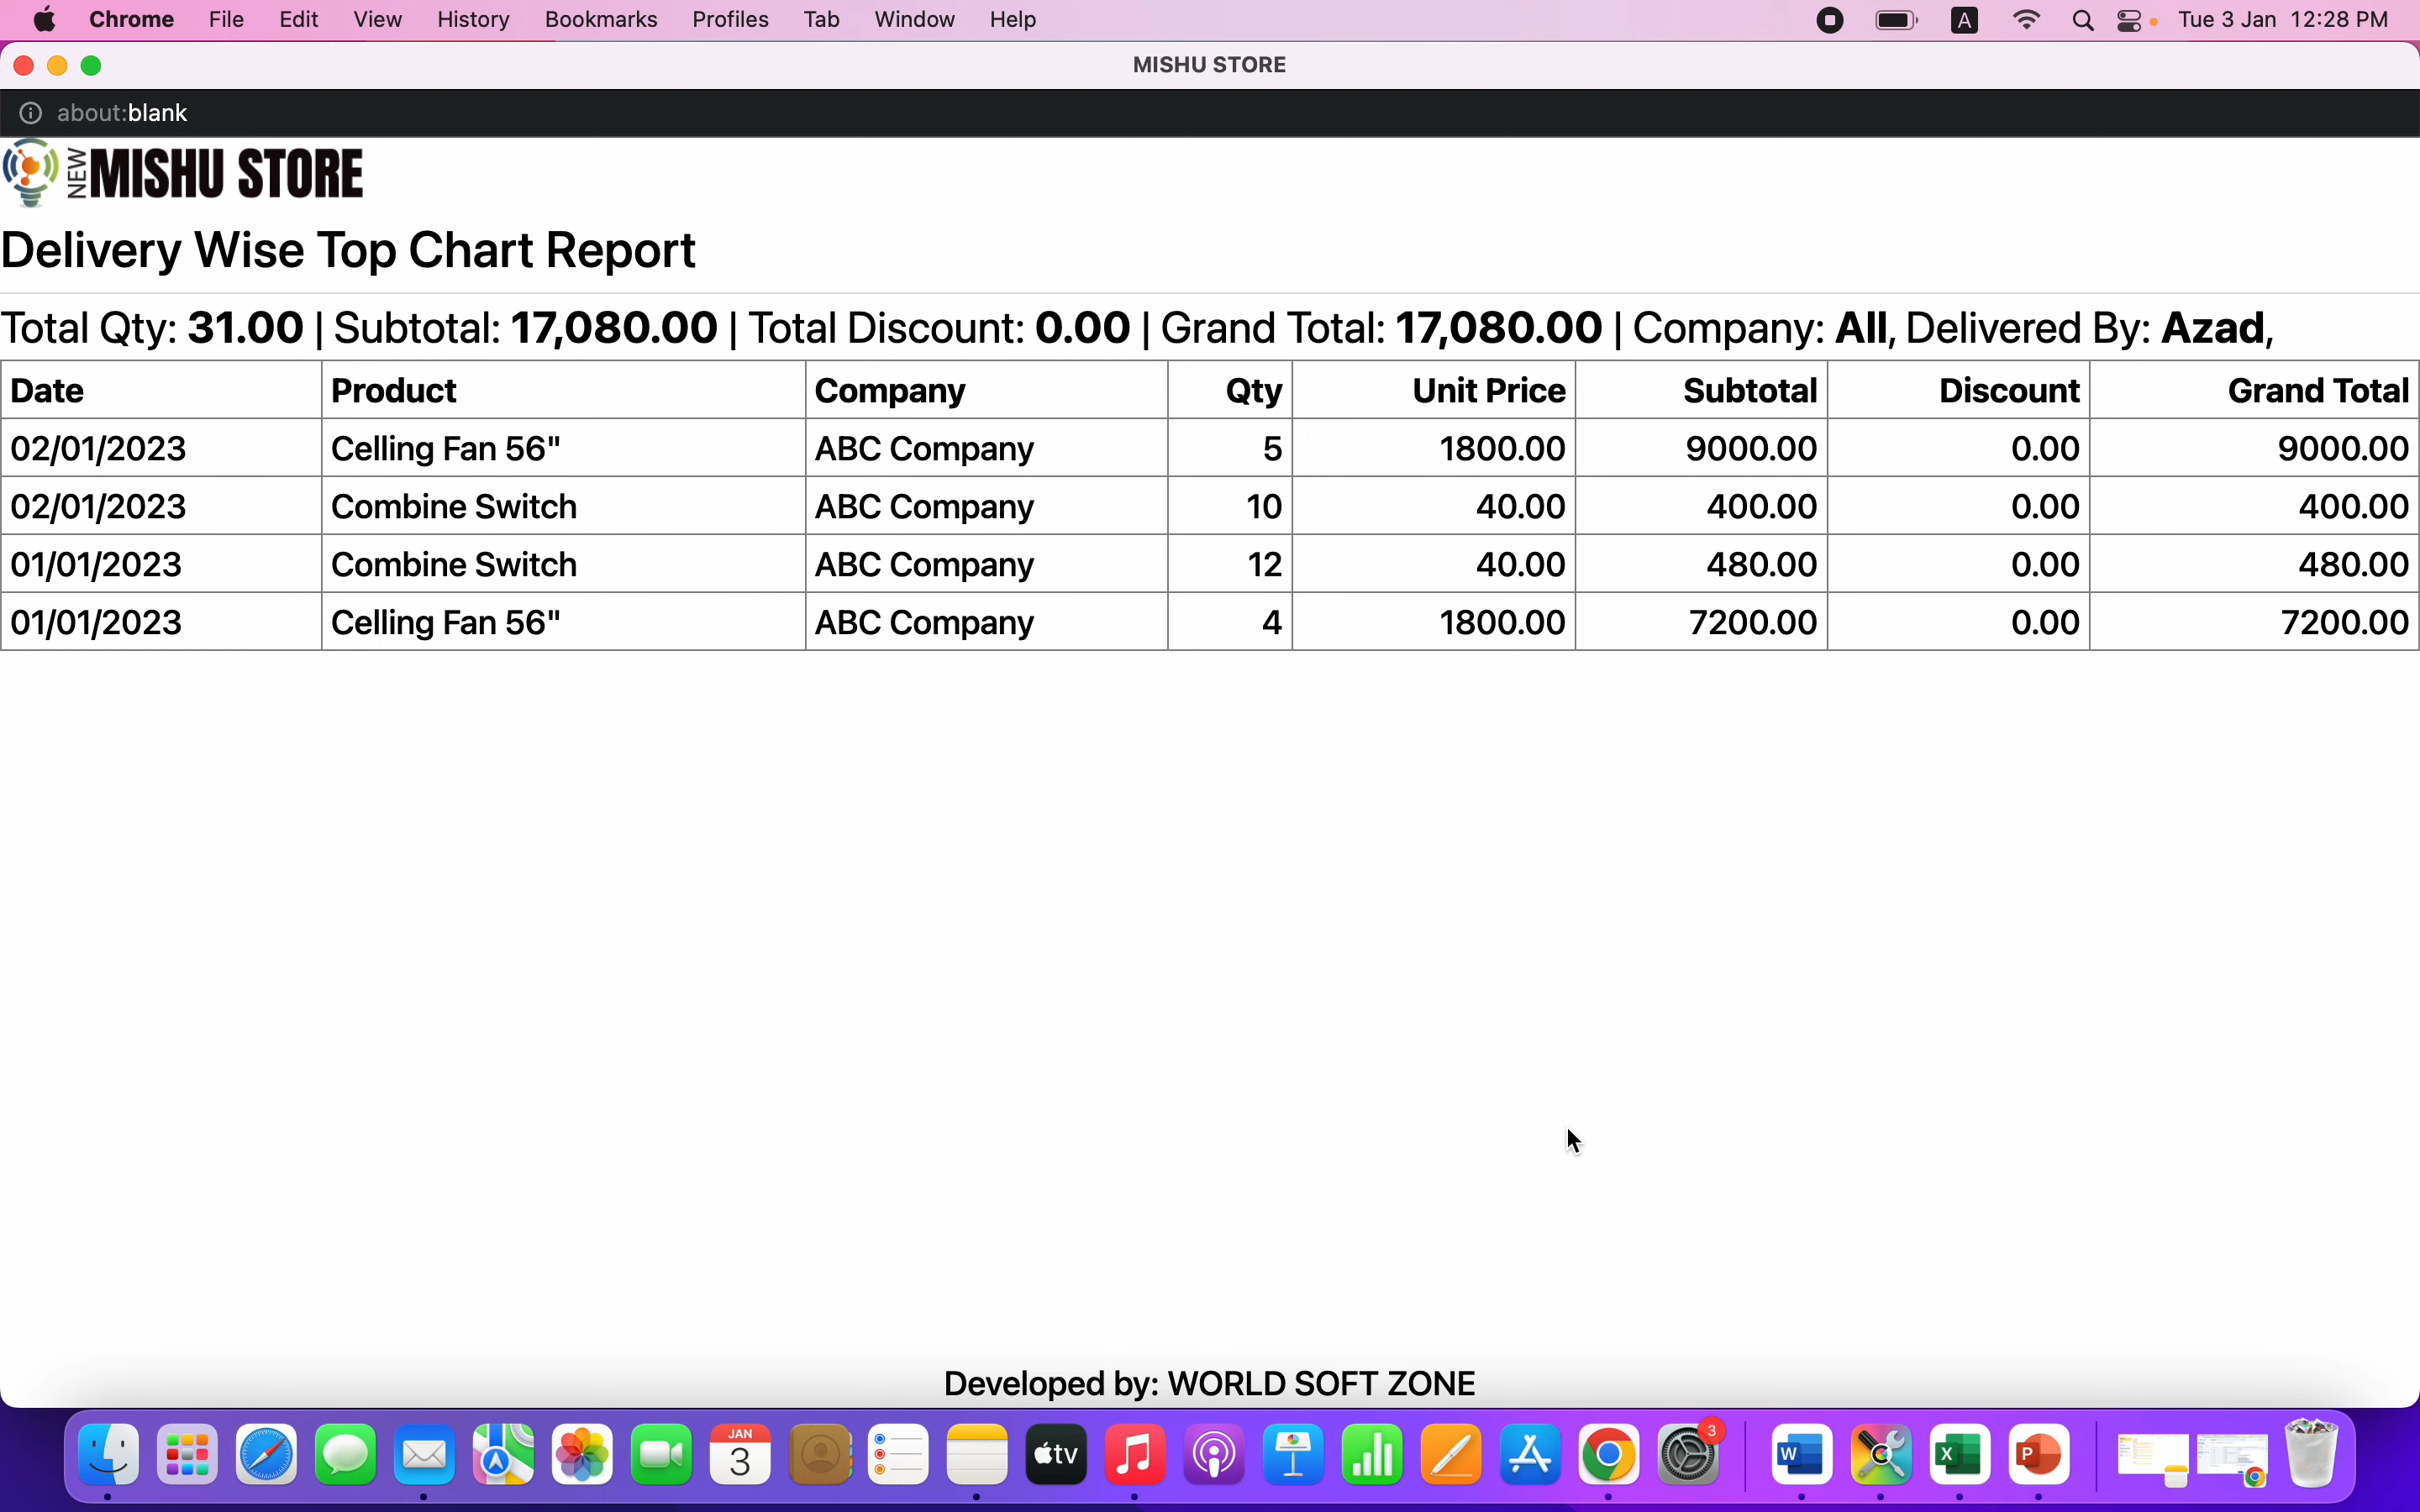 Chrome File Edit View History Bookmarks Profiles Tab Window Help A Tue 3 Jan 12:28 PM
MISHU STORE
about:blank
NEW MISHU STORE
Delivery Wise Top Chart Report
Total Qty: 31.00 | Subtotal: 17,080.00 | Total Discount: 0.00 | Grand Total: 17,080.00 | Company: All, Delivered By: Azad,
Date Product Company Qty Unit Price Subtotal Discount Grand Total
02/01/2023 Celling Fan 56" ABC Company 5 1800.00 9000.00 0.00 9000.00
02/01/2023 Combine Switch ABC Company 10 40.00 400.00 0.00 400.00
01/01/2023 Combine Switch ABC Company 12 40.00 480.00 0.00 480.00
01/01/2023 Celling Fan 56" ABC Company 4 1800.00 7200.00 0.00 7200.00
Developed by: WORLD SOFT ZONE
JAN 3 tv 3 W X P